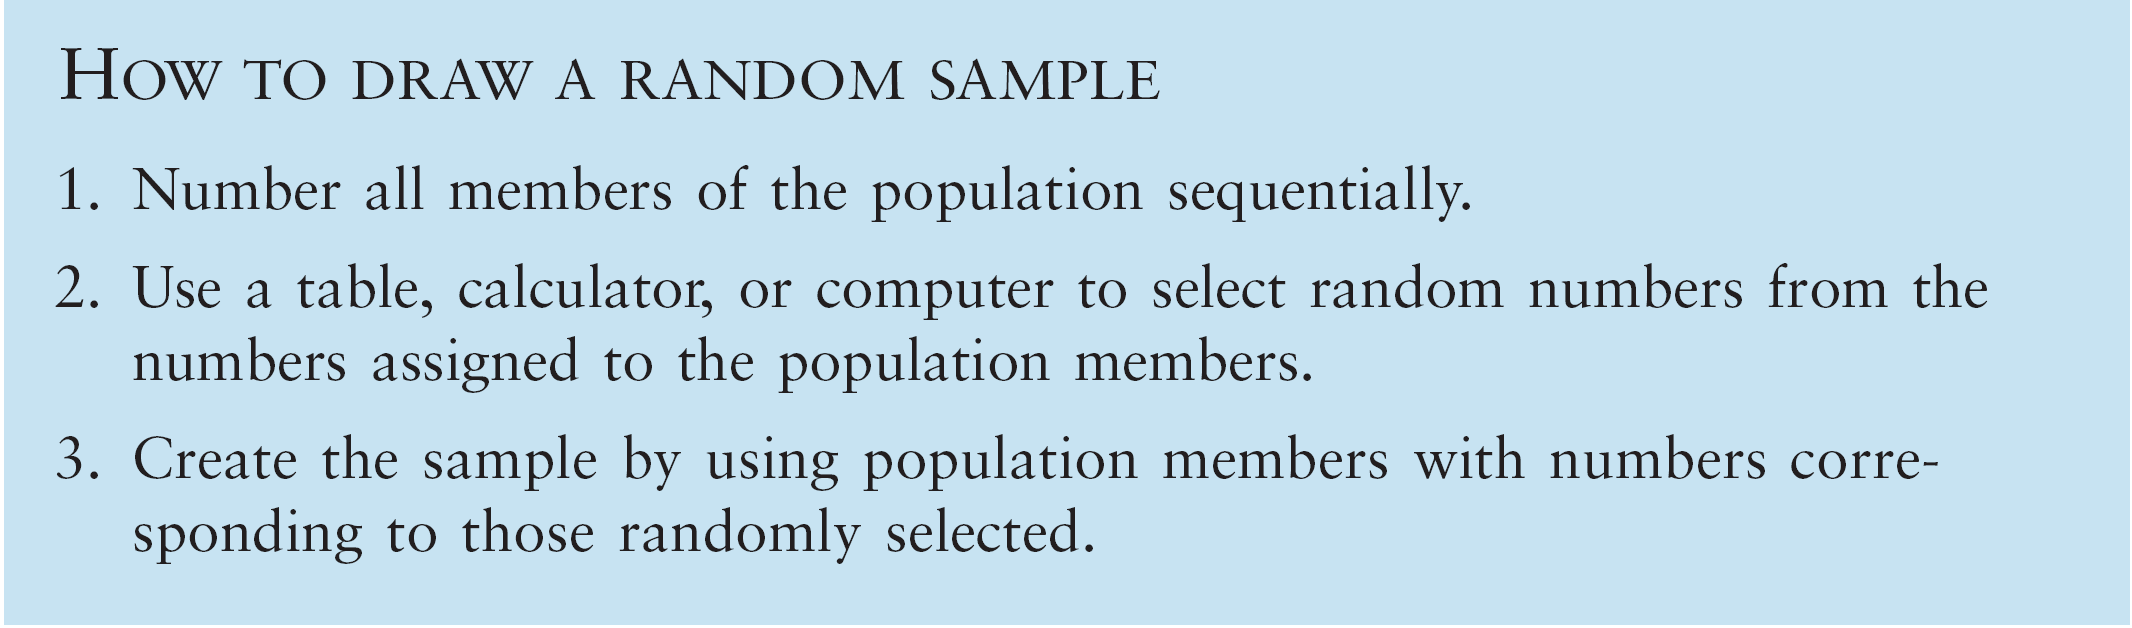 HOW TO DRAW A RANDOM SAMPLE
1. Number all members of the population sequentially.
2. Use a table, calculator, or computer to select random numbers from the
numbers assigned to the population members.
3. Create the sample by using population members with numbers corre-
sponding to those randomly selected.